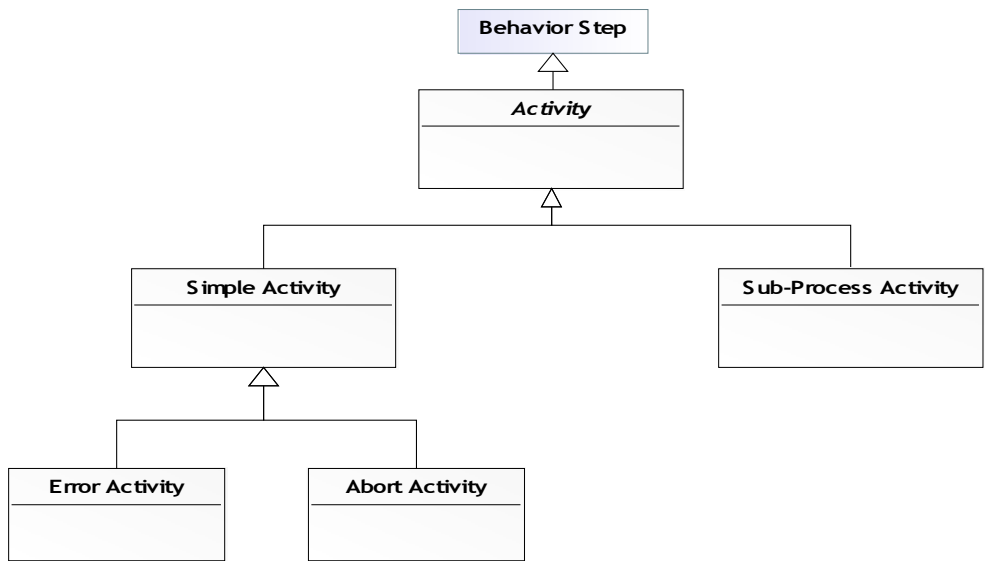 Behavior Step
Activity
Simple Activity
Sub-Process Activity
Error Activity
Abort Activity